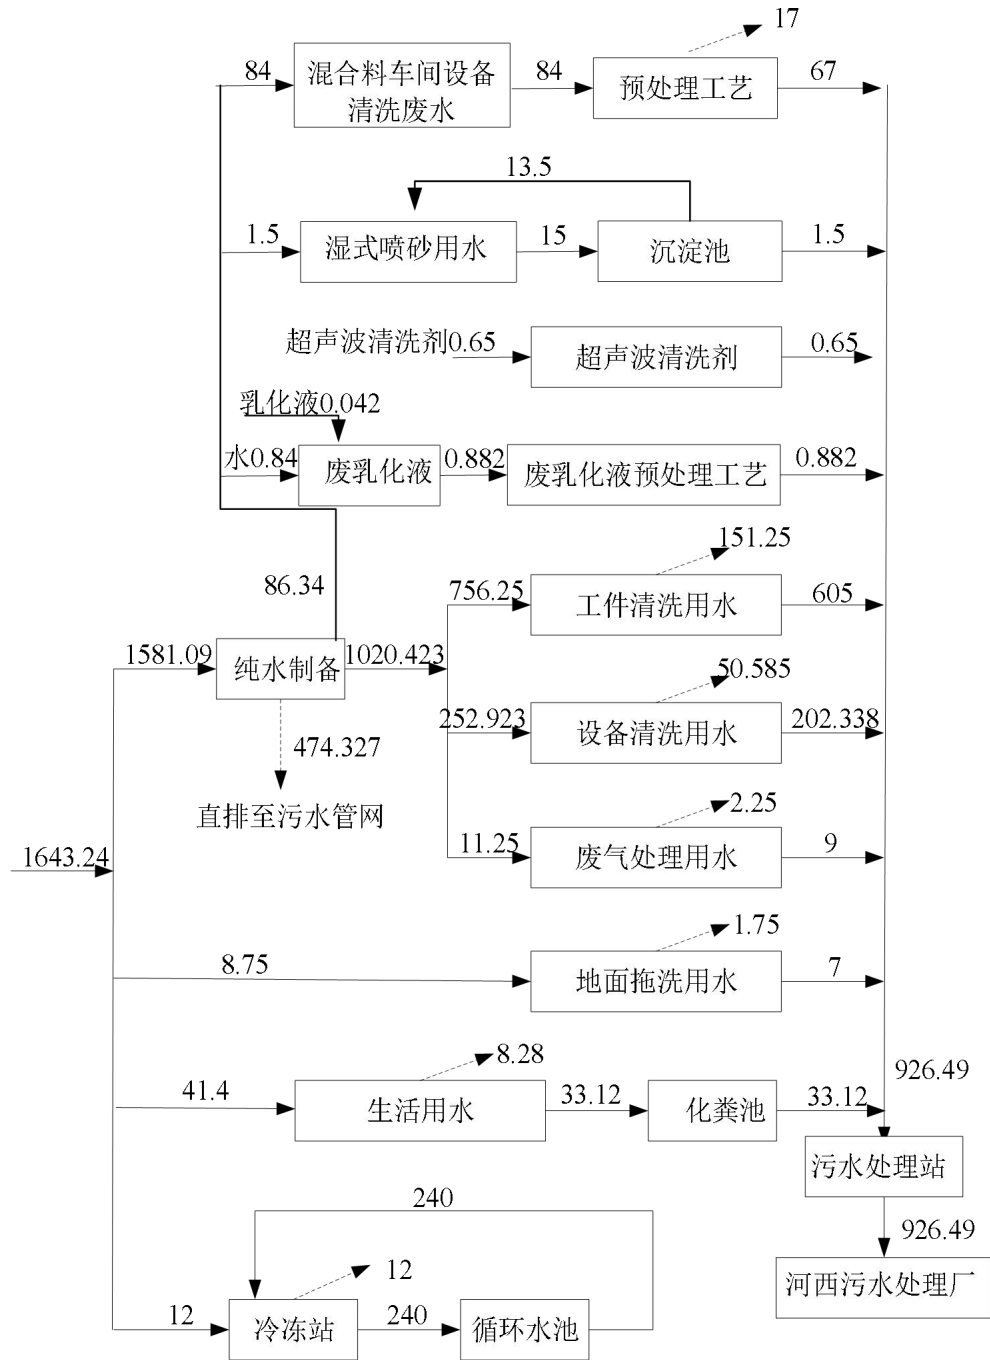 17
84
混合料车间设备
清洗废水
84
预处理工艺
67
13.5
1.5
湿式喷砂用水
15
沉淀池
1.5
超声波清洗剂0.65
超声波清洗剂
0.65
乳化液0.042
水0.84
废乳化液
0.882
废乳化液预处理工艺
0.882
151.25
86.34
756.25
工件清洗用水
605
1581.09
纯水制备
1020.423
50.585
252.923
设备清洗用水
202.338
474.327
直排至污水管网
2.25
11.25
废气处理用水
9
1643.24
1.75
8.75
地面拖洗用水
7
8.28
926.49
41.4
生活用水
33.12
化粪池
33.12
污水处理站
240
926.49
12
河西污水处理厂
12
冷冻站
240
循环水池